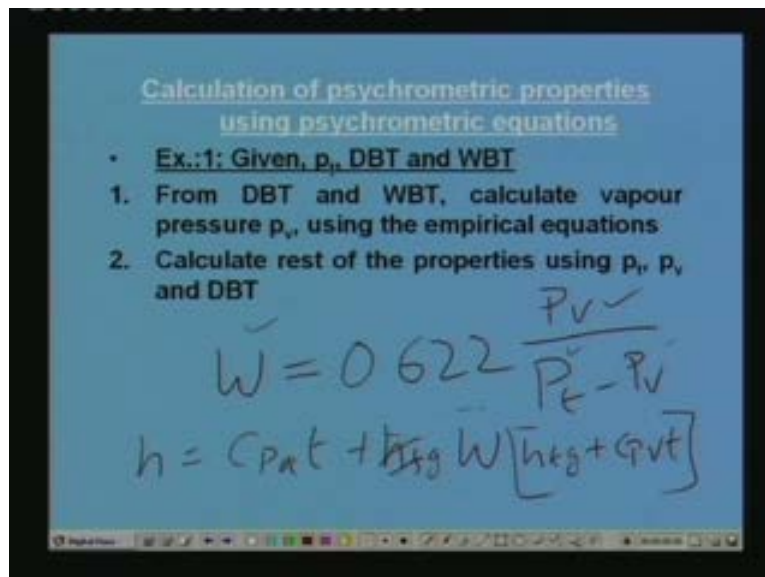 Calculation of psychrometric properties
using psychrometric equations
• Ex.:1: Given, pt, DBT and WBT
1. From DBT and WBT, calculate vapour
pressure pv, using the empirical equations
2. Calculate rest of the properties using pt, pv
and DBT
W = 0 622 Pv / Pt - Pv
h = Cpat + W[hfg + Cpvt]